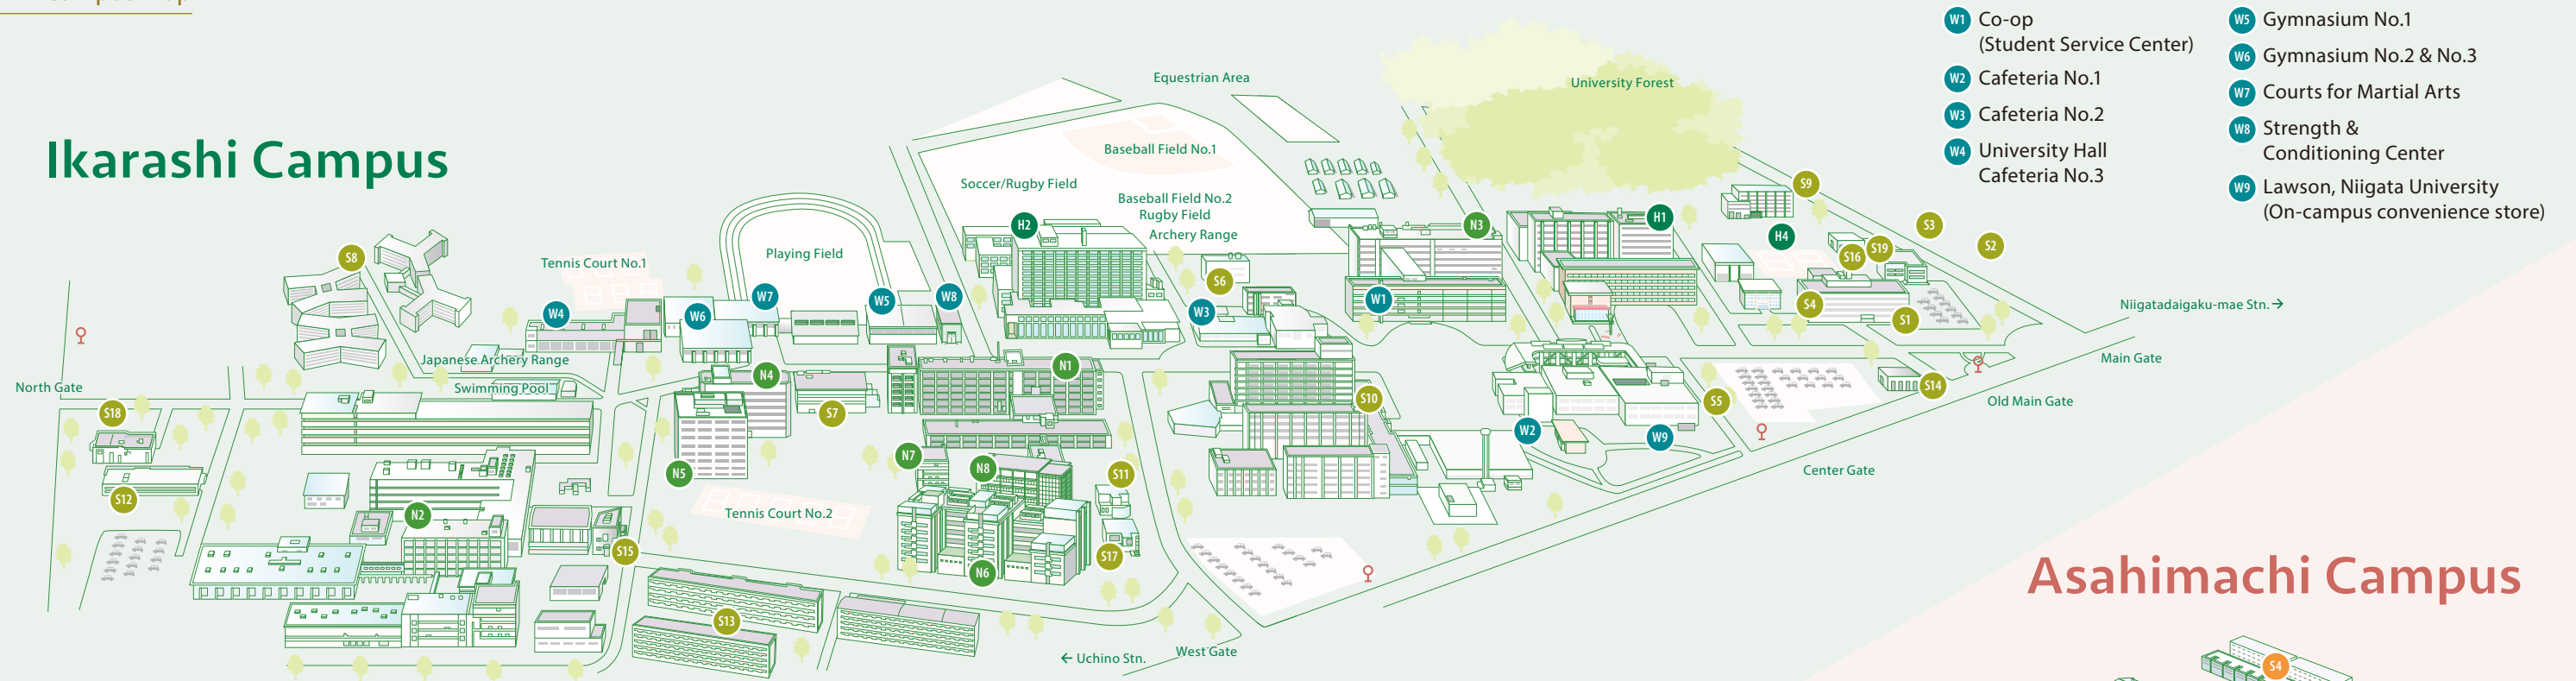 Ikarashi Campus
W1 Co-op
(Student Service Center)
W2 Cafeteria No.1
W3 Cafeteria No.2
W4 University Hall
Cafeteria No.3
W5 Gymnasium No.1
W6 Gymnasium No.2 & No.3
W7 Courts for Martial Arts
W8 Strength &
Conditioning Center
W9 Lawson, Niigata University
(On-campus convenience store)
Equestrian Area
University Forest
Baseball Field No.1
Soccer/Rugby Field
Baseball Field No.2
Rugby Field
Archery Range
H2
N3
H1
S9
H4
S3
S2
S16
S19
S8
Tennis Court No.1
Playing Field
W4
W6
W7
W5
W8
S6
W3
W1
S4
S1
Niigatadaigaku-mae Stn. →
Main Gate
Japanese Archery Range
Swimming Pool
North Gate
N4
N1
S7
S10
S5
S14
Old Main Gate
S18
W2
W9
N5
N7
N8
S11
Center Gate
S12
N2
Tennis Court No.2
S15
N6
S17
S13
← Uchino Stn.
West Gate
Asahimachi Campus
S4